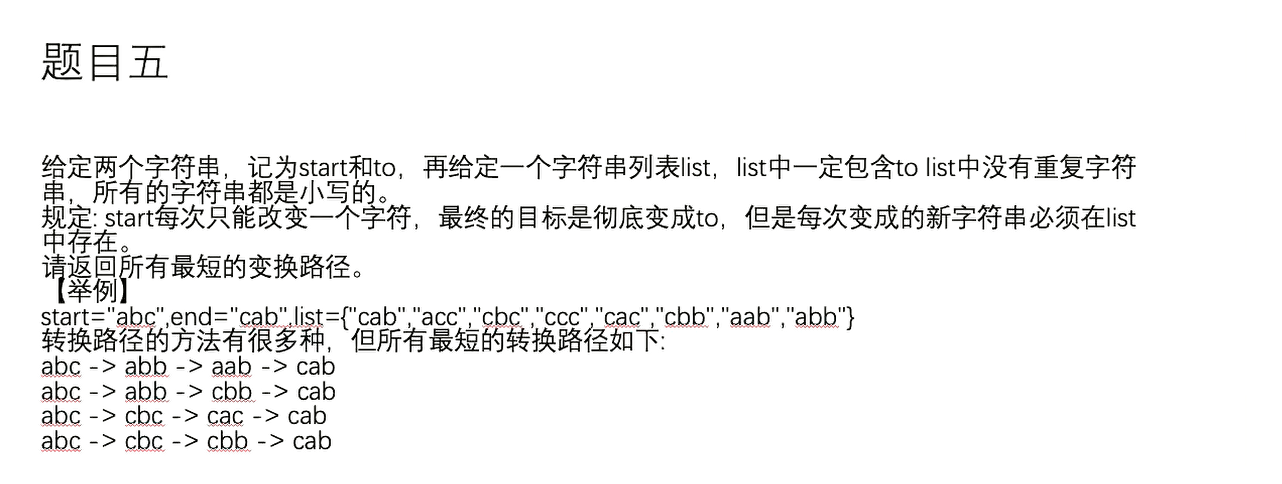 题目五
给定两个字符串，记为start和to，再给定一个字符串列表list，list中一定包含to list中没有重复字符
串，所有的字符串都是小写的。
规定: start每次只能改变一个字符，最终的目标是彻底变成to，但是每次变成的新字符串必须在list
中存在。
请返回所有最短的变换路径。
【举例】
start="abc",end="cab",list={"cab","acc","cbc","ccc","cac","cbb","aab","abb"}
转换路径的方法有很多种，但所有最短的转换路径如下:
abc -> abb -> aab -> cab
abc -> abb -> cbb -> cab
abc -> cbc -> cac -> cab
abc -> cbc -> cbb -> cab